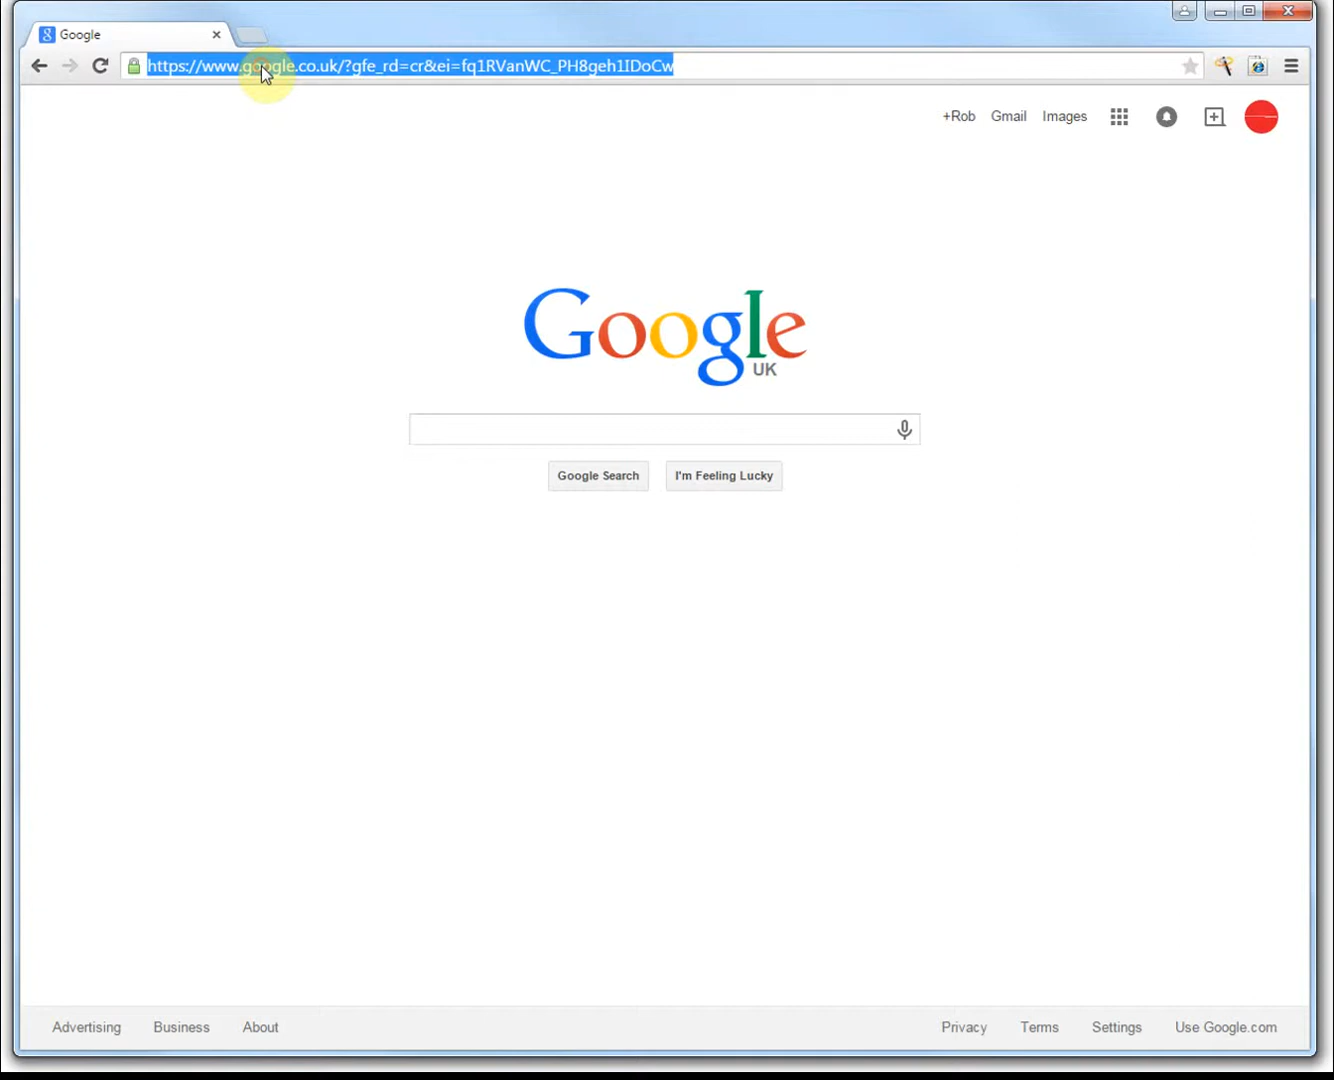 Google
https://www.google.co.uk/?gfe_rd=cr&ei=fq1RVanWC_PH8geh1IDoCw
+Rob Gmail Images
Google
UK
Google Search I'm Feeling Lucky
Advertising Business About Privacy Terms Settings Use Google.com